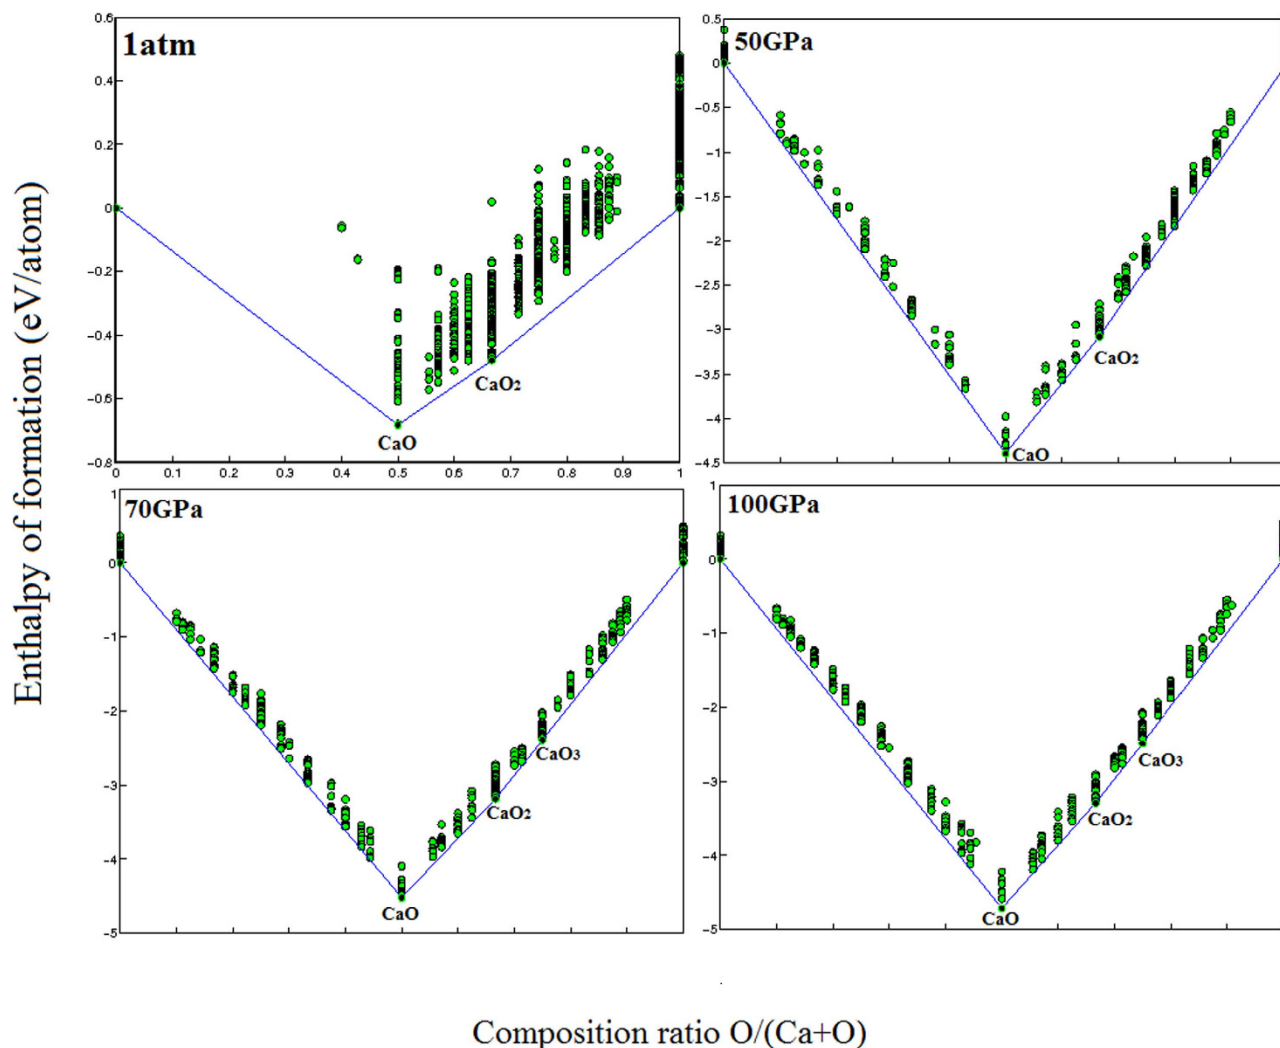 Enthalpy of formation (eV/atom)
1atm
0.6
0.4
0.2
0
−0.2
−0.4
−0.6
−0.8
0 0.1 0.2 0.3 0.4 0.5 0.6 0.7 0.8 0.9 1
CaO
CaO2
50GPa
0.5
0
−0.5
−1
−1.5
−2
−2.5
−3
−3.5
−4
−4.5
CaO2
CaO
70GPa
1
0
−1
−2
−3
−4
−5
CaO3
CaO2
CaO
100GPa
1
0
−1
−2
−3
−4
−5
CaO3
CaO2
CaO
Composition ratio O/(Ca+O)